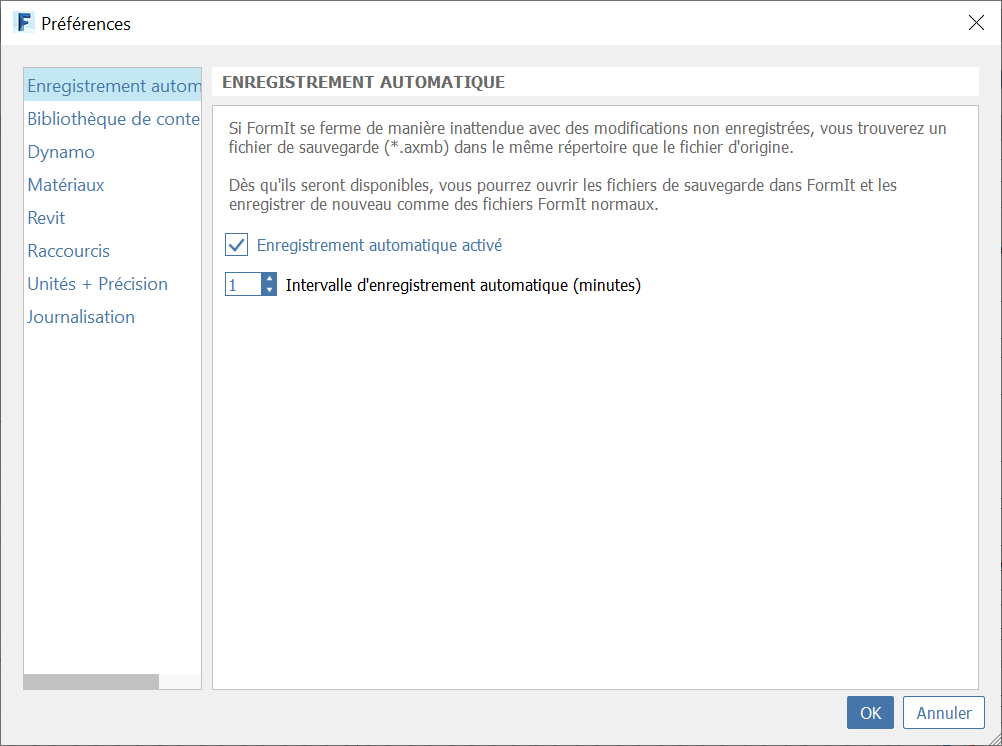 Préférences
Enregistrement autom
Bibliothèque de conte
Dynamo
Matériaux
Revit
Raccourcis
Unités + Précision
Journalisation
ENREGISTREMENT AUTOMATIQUE
Si FormIt se ferme de manière inattendue avec des modifications non enregistrées, vous trouverez un
fichier de sauvegarde (*.axmb) dans le même répertoire que le fichier d'origine.
Dès qu'ils seront disponibles, vous pourrez ouvrir les fichiers de sauvegarde dans FormIt et les
enregistrer de nouveau comme des fichiers FormIt normaux.
Enregistrement automatique activé
1 Intervalle d'enregistrement automatique (minutes)
OK Annuler